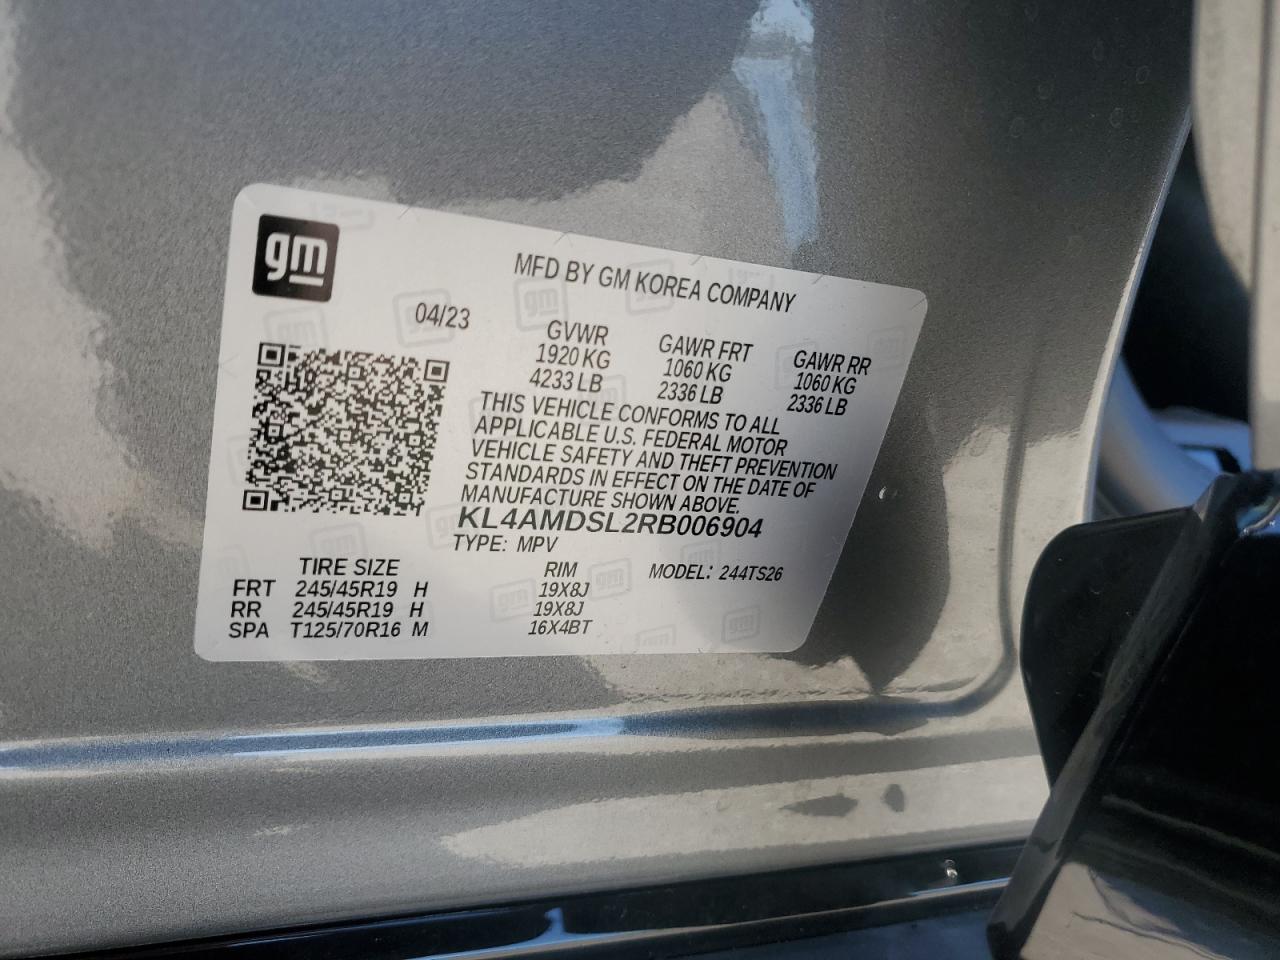 gm
MFD BY GM KOREA COMPANY
04/23
GVWR GAWR FRT GAWR RR
1920 KG 1060 KG 1060 KG
4233 LB 2336 LB 2336 LB
THIS VEHICLE CONFORMS TO ALL
APPLICABLE U.S. FEDERAL MOTOR
VEHICLE SAFETY AND THEFT PREVENTION
STANDARDS IN EFFECT ON THE DATE OF
MANUFACTURE SHOWN ABOVE.
KL4AMDSL2RB006904
TYPE: MPV
TIRE SIZE RIM MODEL: 244TS26
FRT 245/45R19 H 19X8J
RR 245/45R19 H 19X8J
SPA T125/70R16 M 16X4BT